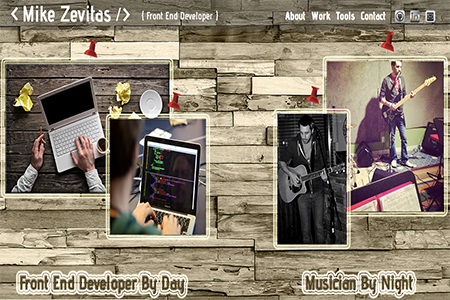 < Mike Zevitas /> { Front End Developer } About Work Tools Contact
Front End Developer By Day
Musician By Night